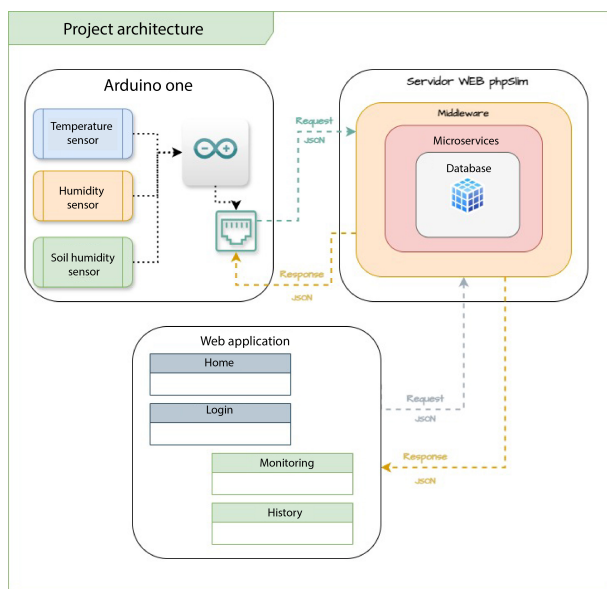 Project architecture
Arduino one
Temperature
sensor
Humidity
sensor
Soil humidity
sensor
Request
JSON
Response
JSON
Servidor WEB phpSlim
Middleware
Microservices
Database
Web application
Home
Login
Monitoring
History
Request
JSON
Response
JSON